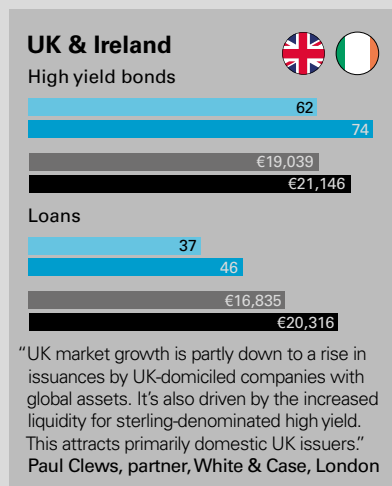 UK & Ireland
High yield bonds
62
74
€19,039
€21,146
Loans
37
46
€16,835
€20,316
“UK market growth is partly down to a rise in
issuances by UK-domiciled companies with
global assets. It’s also driven by the increased
liquidity for sterling-denominated high yield.
This attracts primarily domestic UK issuers.”
Paul Clews, partner, White & Case, London